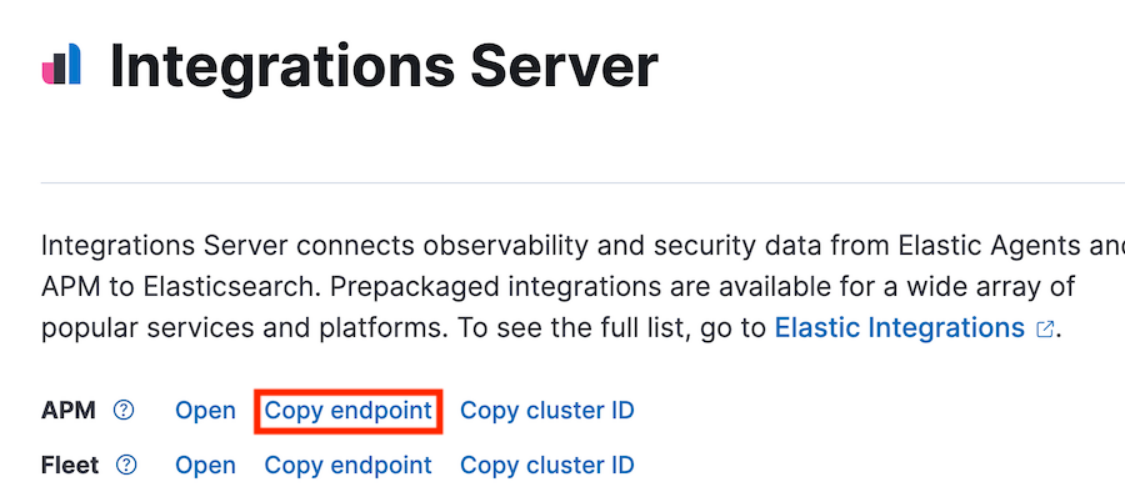 Integrations Server
Integrations Server connects observability and security data from Elastic Agents and
APM to Elasticsearch. Prepackaged integrations are available for a wide array of
popular services and platforms. To see the full list, go to Elastic Integrations.
APM Open Copy endpoint Copy cluster ID
Fleet Open Copy endpoint Copy cluster ID